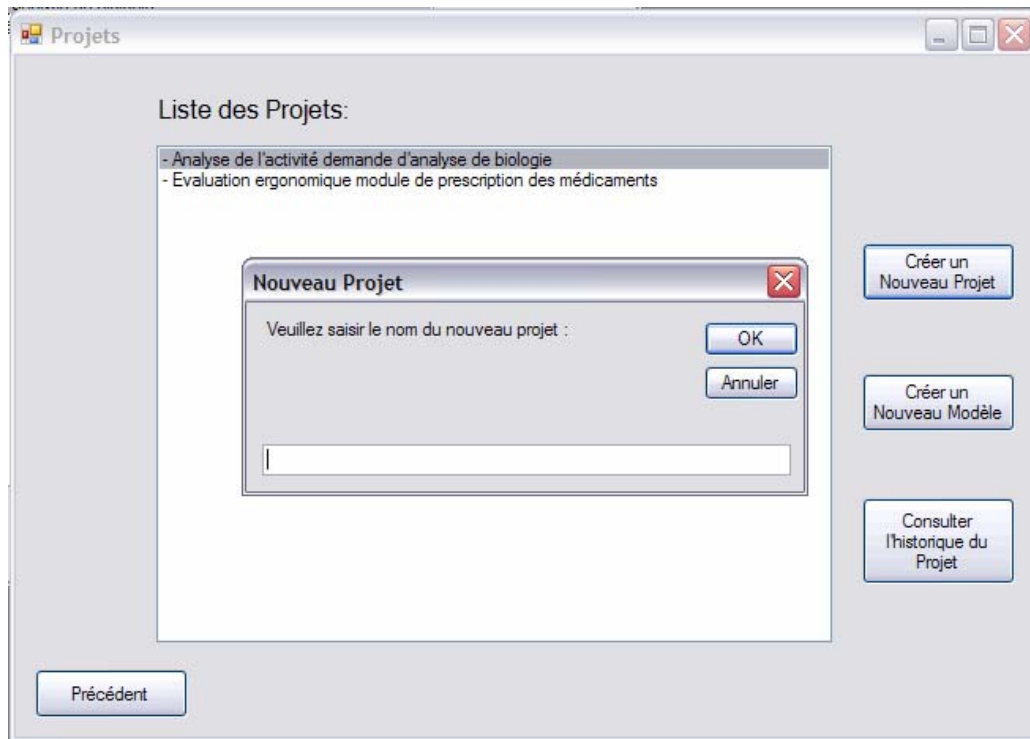 Projets
Liste des Projets:
- Analyse de l'activité demande d'analyse de biologie
- Evaluation ergonomique module de prescription des médicaments
Nouveau Projet
Veuillez saisir le nom du nouveau projet :
OK
Annuler
Créer un
Nouveau Projet
Créer un
Nouveau Modèle
Consulter
l'historique du
Projet
Précédent